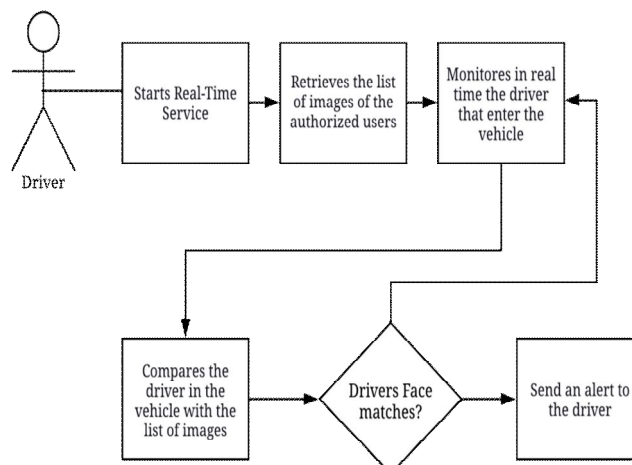 Driver
Starts Real-Time
Service
Retrieves the list
of images of the
authorized users
Monitores in real
time the driver
that enter the
vehicle
Compares the
driver in the
vehicle with the
list of images
Drivers Face
matches?
Send an alert to
the driver